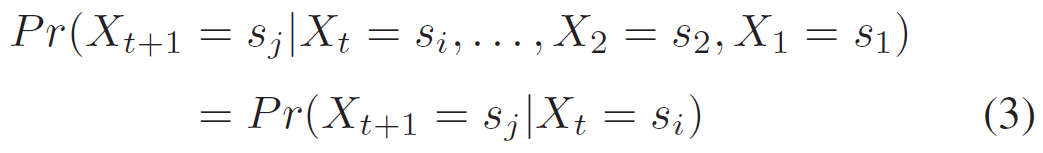 Pr(X_{t+1} = s_j|X_t = s_i, . . . , X_2 = s_2, X_1 = s_1)
= Pr(X_{t+1} = s_j|X_t = s_i) (3)